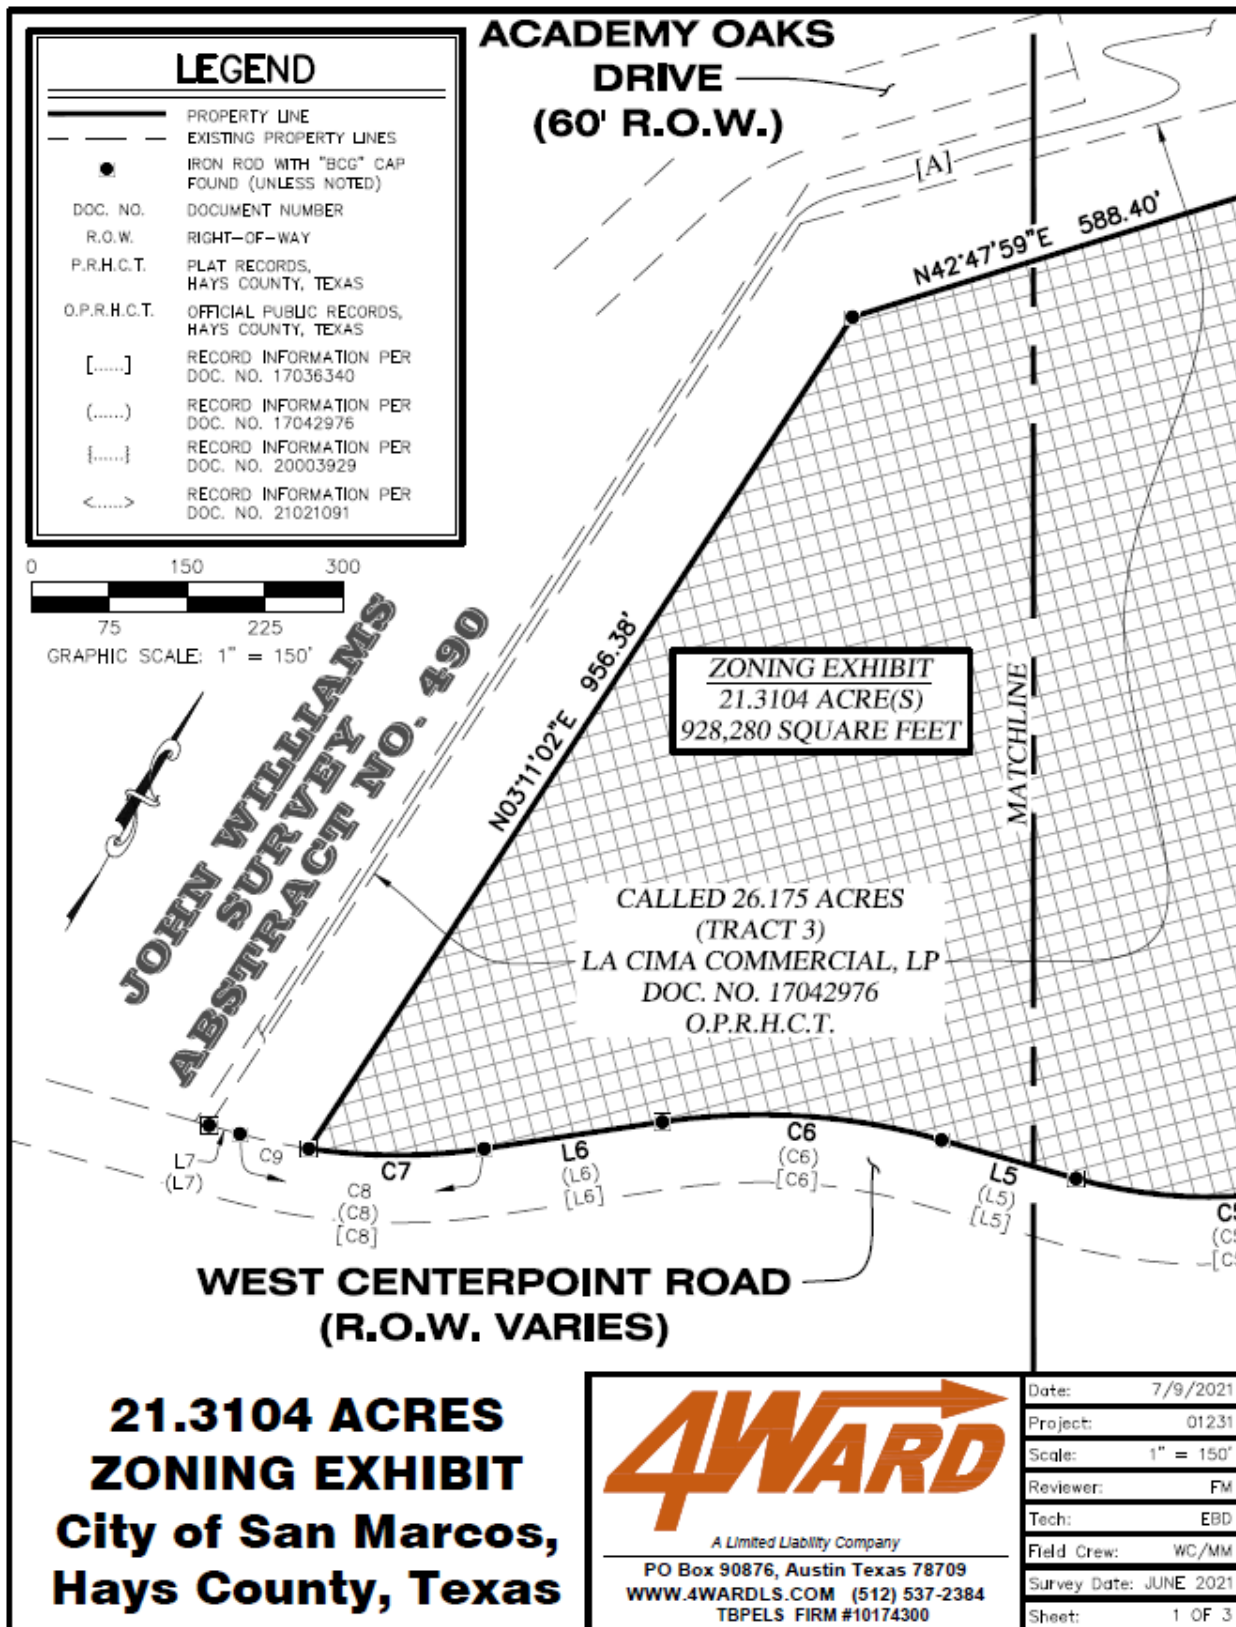 ACADEMY OAKS
DRIVE
(60' R.O.W.)
LEGEND
PROPERTY LINE
EXISTING PROPERTY LINES
IRON ROD WITH "BCG" CAP
FOUND (UNLESS NOTED)
DOC. NO. DOCUMENT NUMBER
R.O.W. RIGHT-OF-WAY
P.R.H.C.T. PLAT RECORDS,
HAYS COUNTY, TEXAS
O.P.R.H.C.T. OFFICIAL PUBLIC RECORDS,
HAYS COUNTY, TEXAS
[......] RECORD INFORMATION PER
DOC. NO. 17036340
(......) RECORD INFORMATION PER
DOC. NO. 17042976
{......} RECORD INFORMATION PER
DOC. NO. 20003929
<.....> RECORD INFORMATION PER
DOC. NO. 21021091
[A]
N42°47'59"E 588.40'
0 150 300
75 225
GRAPHIC SCALE: 1" = 150'
JOHN WILLIAMS
SURVEY
ABSTRACT NO. 490
N03°11'02"E 956.38'
ZONING EXHIBIT
21.3104 ACRE(S)
928,280 SQUARE FEET
MATCHLINE
CALLED 26.175 ACRES
(TRACT 3)
LA CIMA COMMERCIAL, LP
DOC. NO. 17042976
O.P.R.H.C.T.
L7
(L7)
C9
C7
C8
(C8)
[C8]
L6
(L6)
[L6]
C6
(C6)
[C6]
L5
(L5)
[L5]
WEST CENTERPOINT ROAD
(R.O.W. VARIES)
21.3104 ACRES
ZONING EXHIBIT
City of San Marcos,
Hays County, Texas
4WARD
A Limited Liability Company
PO Box 90876, Austin Texas 78709
WWW.4WARDLS.COM (512) 537-2384
TBPELS FIRM #10174300
Date: 7/9/2021
Project: 01231
Scale: 1" = 150'
Reviewer: FM
Tech: EBD
Field Crew: WC/MM
Survey Date: JUNE 2021
Sheet: 1 OF 3